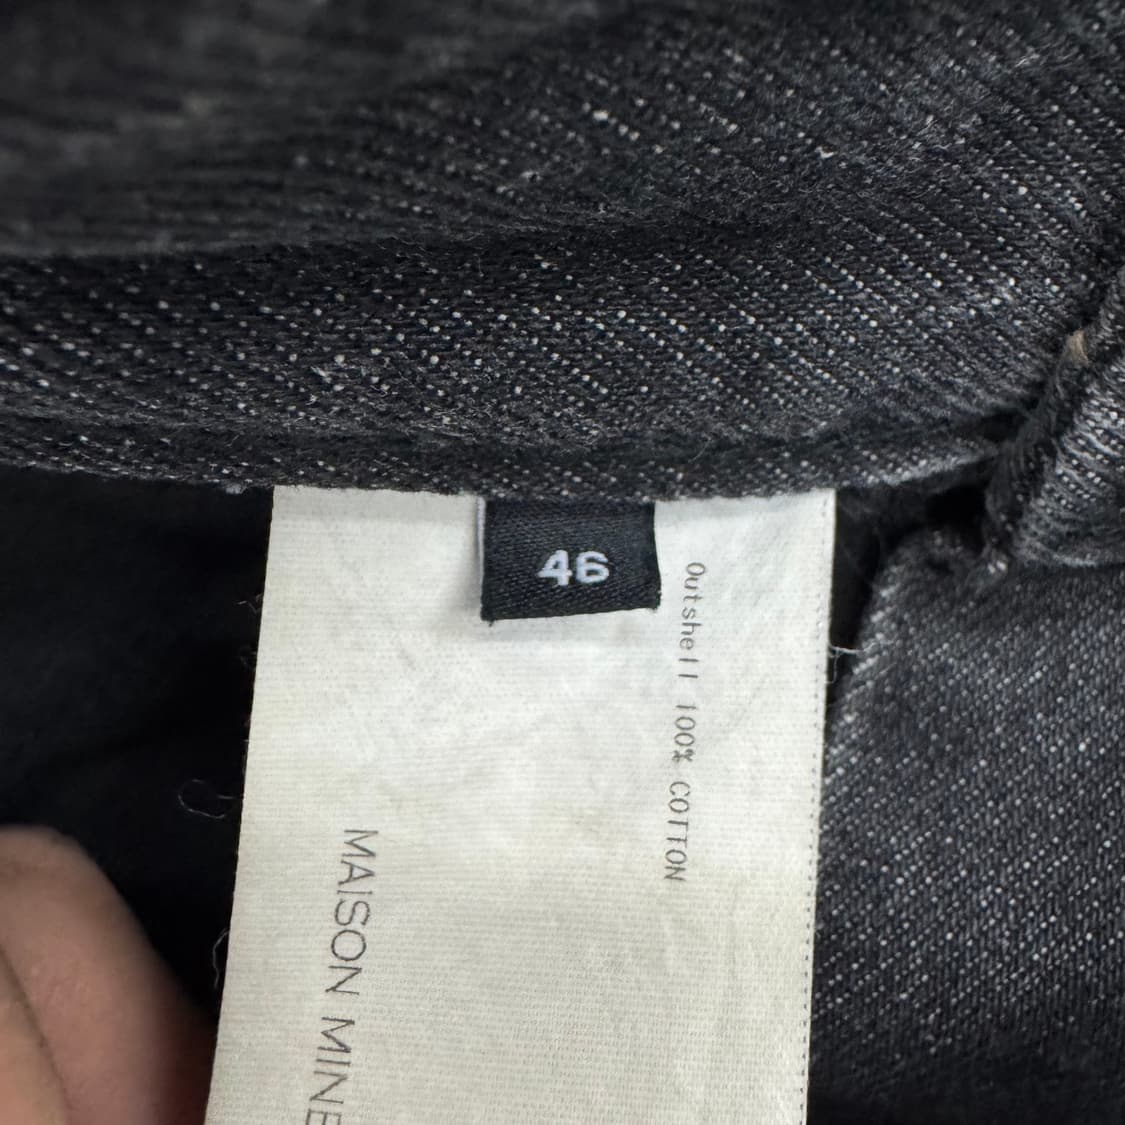 46
Outshell 100% COTTON
MAISON MINE